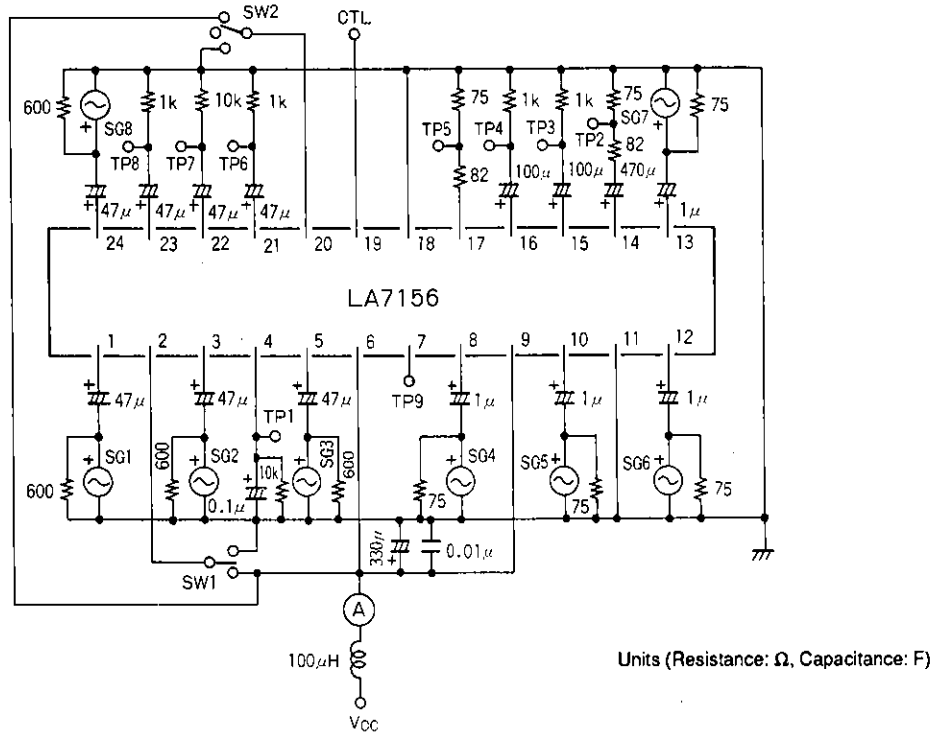 SW2
CTL.
600
SG8
1k
10k
1k
75
1k
1k
75
SG7
75
TP8
TP7
TP6
TP5
TP4
TP3
TP2
82
82
47μ
47μ
47μ
47μ
100μ
100μ
470μ
1μ
24
23
22
21
20
19
18
17
16
15
14
13
LA7156
1
2
3
4
5
6
7
8
9
10
11
12
47μ
47μ
TP1
47μ
TP9
1μ
1μ
1μ
600
SG1
600
SG2
10k
0.1μ
SG3
600
75
SG4
SG5
75
SG6
75
SW1
330μ
0.01μ
A
100μH
VCC
Units (Resistance: Ω, Capacitance: F)